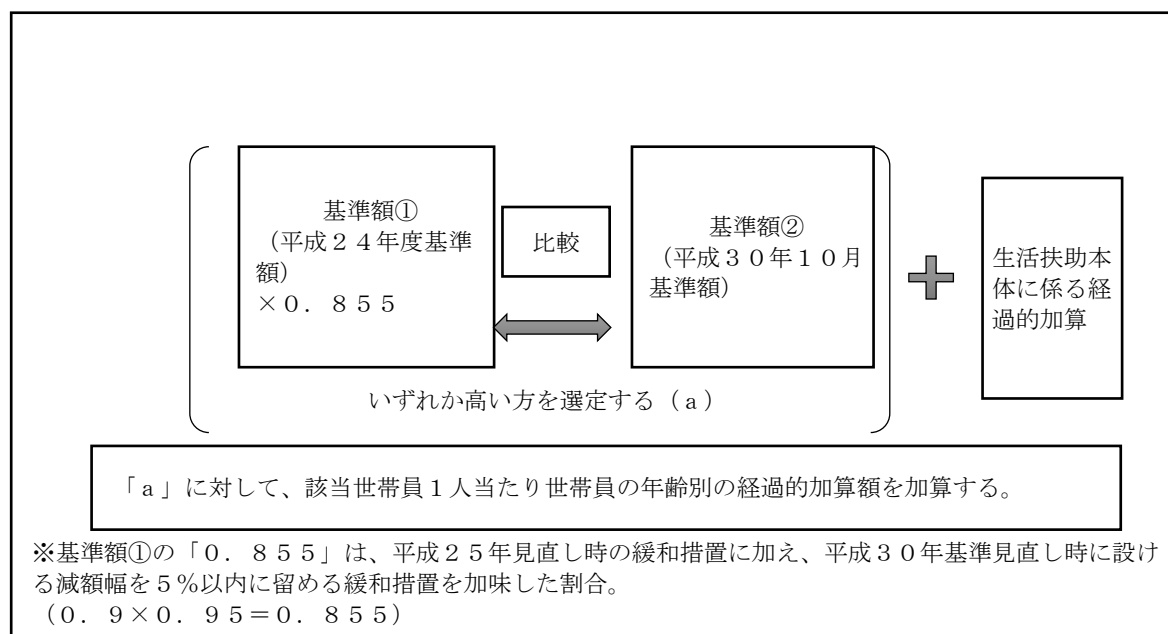 基準額①
（平成２４年度基準
額）
×０．８５５
比較
基準額②
（平成３０年１０月
基準額）
生活扶助本
体に係る経
過的加算
いずれか高い方を選定する（ａ）
「ａ」に対して、該当世帯員１人当たり世帯員の年齢別の経過的加算額を加算する。
※基準額①の「０．８５５」は、平成２５年見直し時の緩和措置に加え、平成３０年基準見直し時に設け
る減額幅を５％以内に留める緩和措置を加味した割合。
（０．９×０．９５＝０．８５５）